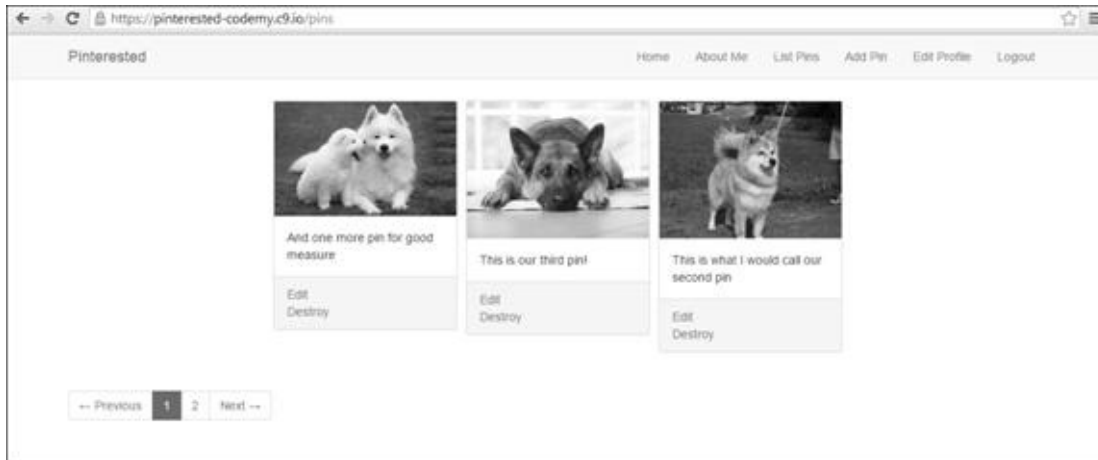 https://pinterested-codemy.c9.io/pins
Pinterested
Home About Me List Pins Add Pin Edit Profile Logout
And one more pin for good
measure
Edit
Destroy
This is our third pin!
Edit
Destroy
This is what I would call our
second pin
Edit
Destroy
← Previous 1 2 Next →